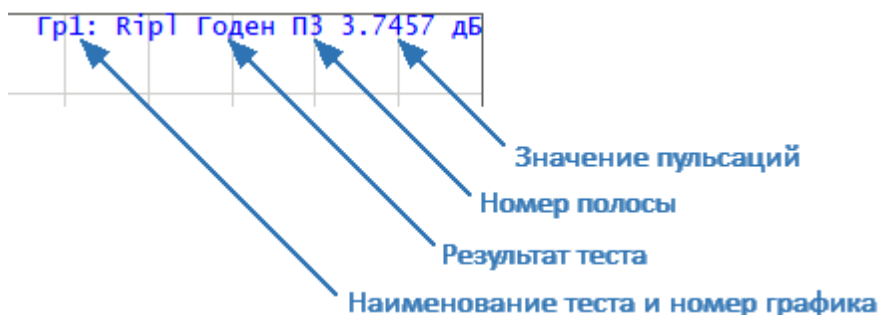 Гр1: Ripl Годен П3 3.7457 дБ
Значение пульсаций
Номер полосы
Результат теста
Наименование теста и номер графика